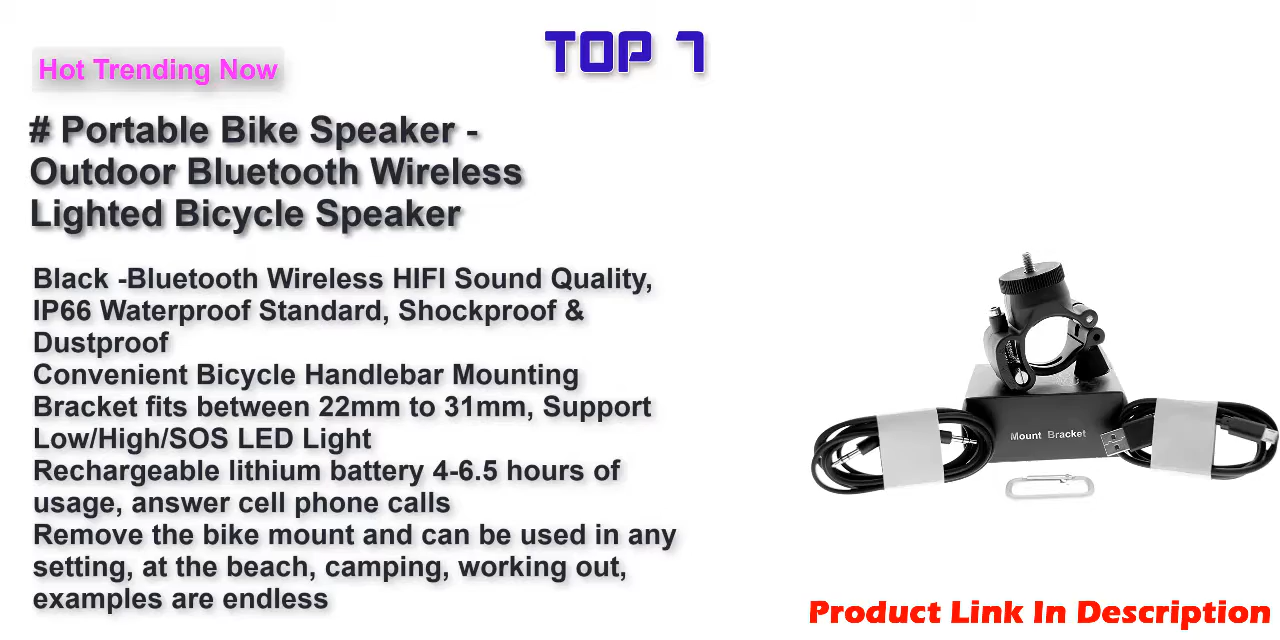 TOP 7
Hot Trending Now
# Portable Bike Speaker -
Outdoor Bluetooth Wireless
Lighted Bicycle Speaker
Black -Bluetooth Wireless HIFI Sound Quality,
IP66 Waterproof Standard, Shockproof &
Dustproof
Convenient Bicycle Handlebar Mounting
Bracket fits between 22mm to 31mm, Support
Low/High/SOS LED Light
Rechargeable lithium battery 4-6.5 hours of
usage, answer cell phone calls
Remove the bike mount and can be used in any
setting, at the beach, camping, working out,
examples are endless
Mount Bracket
Product Link In Description